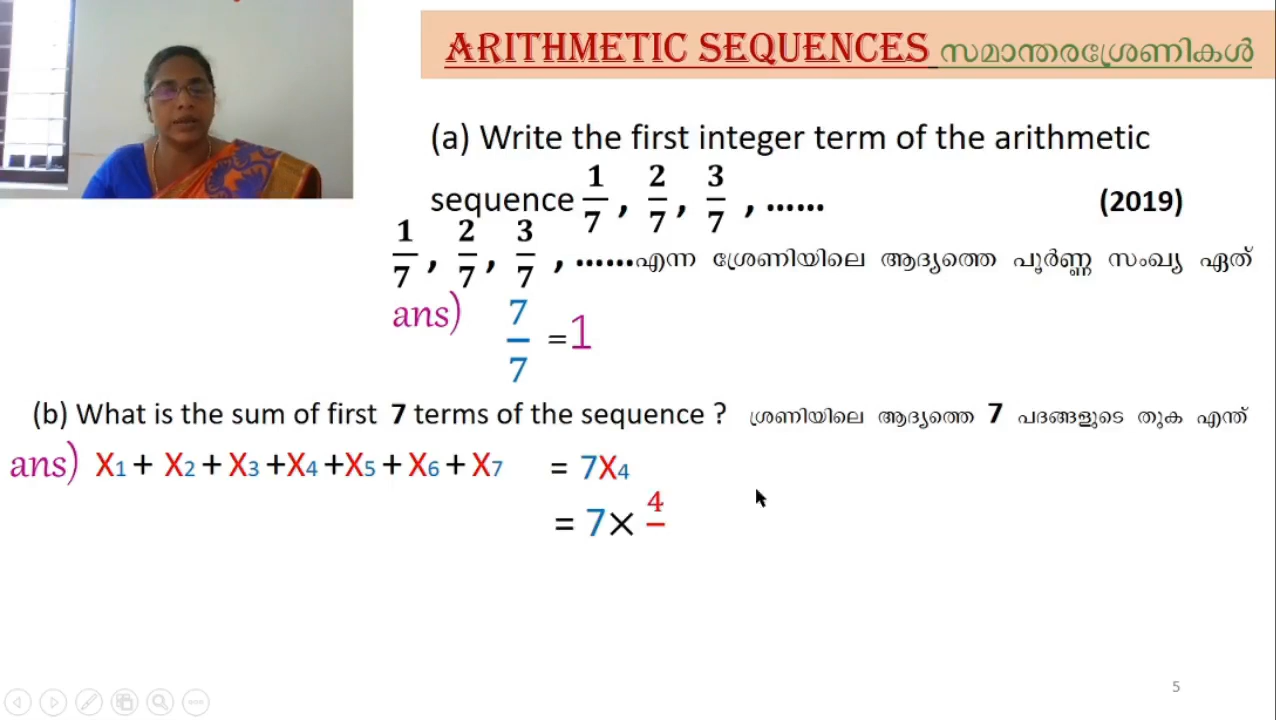 ARITHMETIC SEQUENCES സമാന്തരശ്രേണികൾ
(a) Write the first integer term of the arithmetic
sequence 1/7 , 2/7 , 3/7 , ...... (2019)
1/7 , 2/7 , 3/7 , ......എന്ന ശ്രേണിയിലെ ആദ്യത്തെ പൂർണ്ണ സംഖ്യ ഏത്
ans) 7/7 =1
(b) What is the sum of first 7 terms of the sequence ? ശ്രണിയിലെ ആദ്യത്തെ 7 പദങ്ങളുടെ തുക എന്ത്
ans) X1 + X2 + X3 +X4 +X5 + X6 + X7 = 7X4
= 7× 4/
5